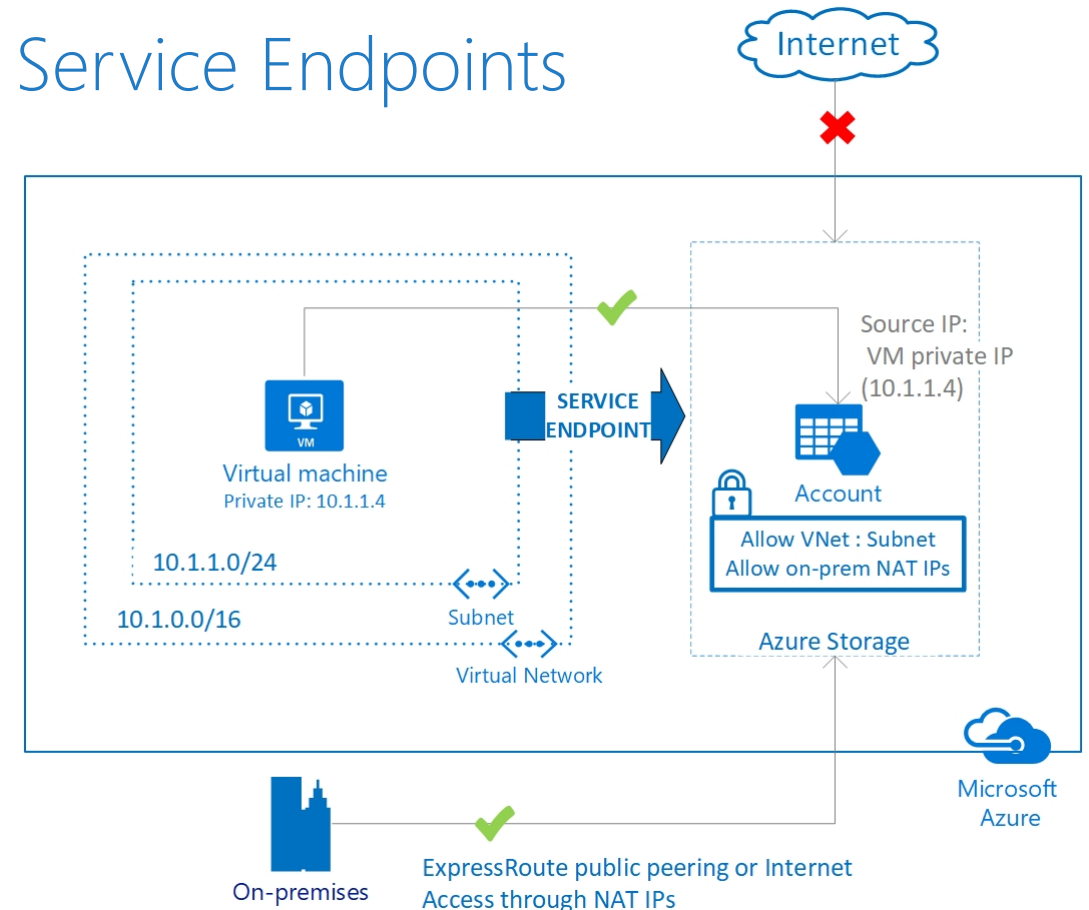 Service Endpoints
Internet
Source IP:
VM private IP
(10.1.1.4)
SERVICE
ENDPOINT
VM
Virtual machine
Private IP: 10.1.1.4
Account
Allow VNet : Subnet
Allow on-prem NAT IPs
10.1.1.0/24
10.1.0.0/16
Subnet
Virtual Network
Azure Storage
Microsoft
Azure
On-premises
ExpressRoute public peering or Internet
Access through NAT IPs